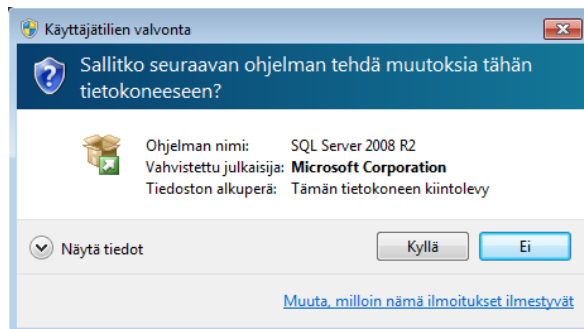 Käyttäjätilien valvonta
Sallitko seuraavan ohjelman tehdä muutoksia tähän
tietokoneeseen?
Ohjelman nimi: SQL Server 2008 R2
Vahvistettu julkaisija: Microsoft Corporation
Tiedoston alkuperä: Tämän tietokoneen kiintolevy
Näytä tiedot
Kyllä
Ei
Muuta, milloin nämä ilmoitukset ilmestyvät